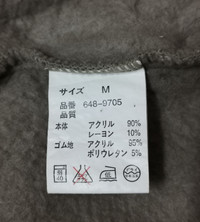 サイズ M
品番 648-9705
品質
本体 アクリル 90%
レーヨン 10%
ゴム地 アクリル 95%
ポリウレタン 5%